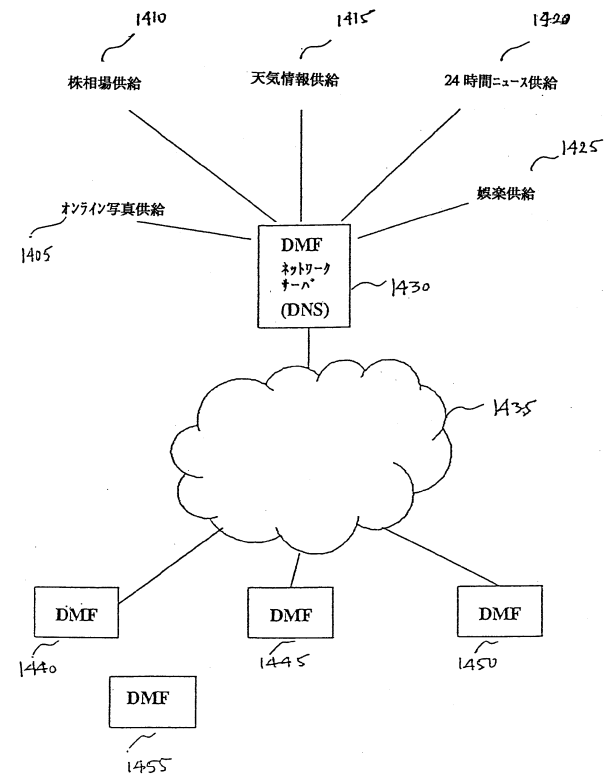 1410
1415
1420
株相場供給
天気情報供給
24時間ニュース供給
1425
娯楽供給
オンライン写真供給
1405
DMF
ネットワーク
サーバ
(DNS)
1430
1435
DMF
DMF
DMF
1440
1445
1450
DMF
1455